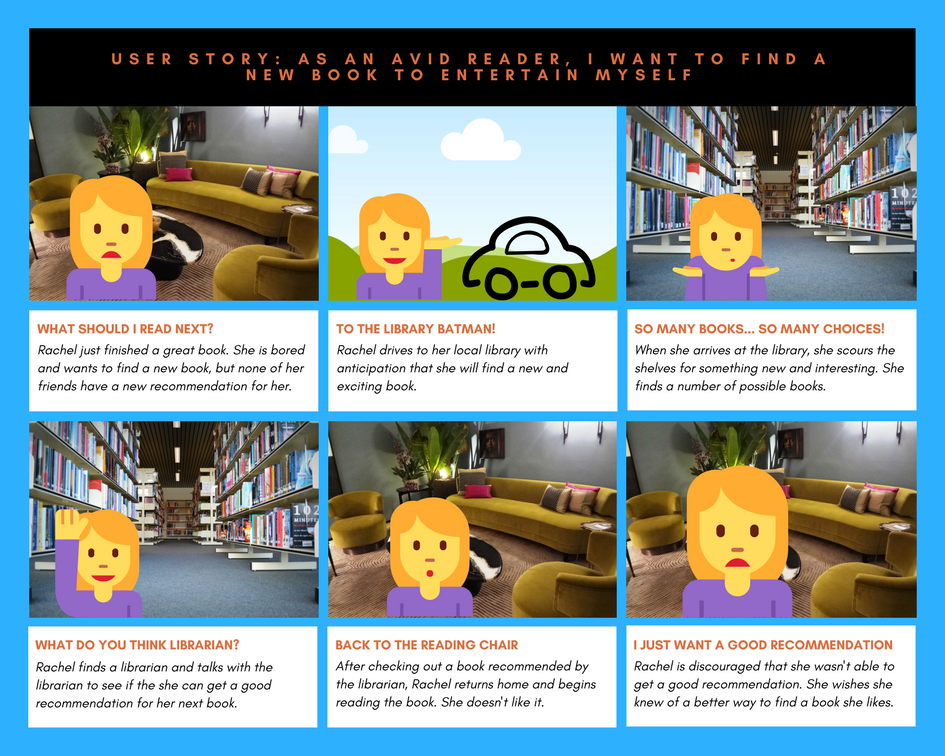 USER STORY: AS AN AVID READER, I WANT TO FIND A
NEW BOOK TO ENTERTAIN MYSELF
102
MINUTES
WHAT SHOULD I READ NEXT?
Rachel just finished a great book. She is bored
and wants to find a new book, but none of her
friends have a new recommendation for her.
TO THE LIBRARY BATMAN!
Rachel drives to her local library with
anticipation that she will find a new and
exciting book.
SO MANY BOOKS... SO MANY CHOICES!
When she arrives at the library, she scours the
shelves for something new and interesting. She
finds a number of possible books.
102
MINUTE
WHAT DO YOU THINK LIBRARIAN?
Rachel finds a librarian and talks with the
librarian to see if the she can get a good
recommendation for her next book.
BACK TO THE READING CHAIR
After checking out a book recommended by
the librarian, Rachel returns home and begins
reading the book. She doesn't like it.
I JUST WANT A GOOD RECOMMENDATION
Rachel is discouraged that she wasn't able to
get a good recommendation. She wishes she
knew of a better way to find a book she likes.